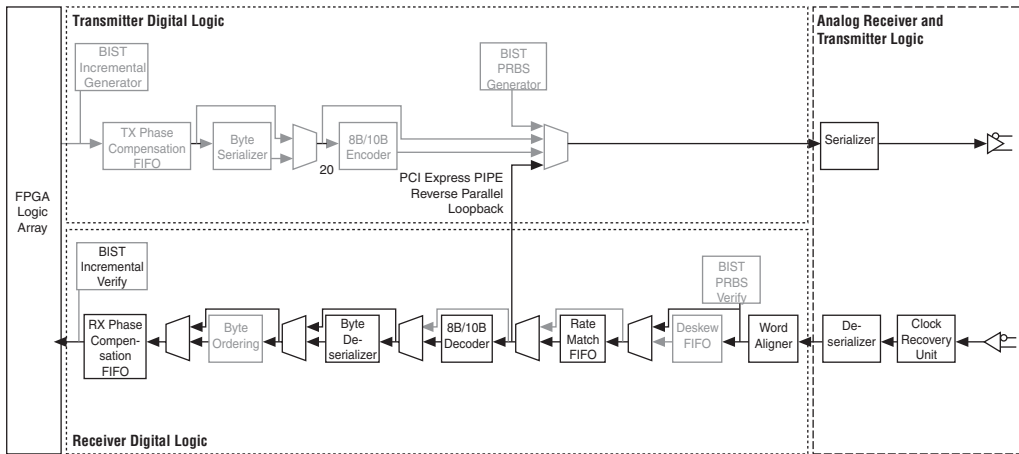 Transmitter Digital Logic
Analog Receiver and
Transmitter Logic
BIST
Incremental
Generator
BIST
PRBS
Generator
TX Phase
Compensation
FIFO
Byte
Serializer
20
8B/10B
Encoder
Serializer
PCI Express PIPE
Reverse Parallel
Loopback
FPGA
Logic
Array
BIST
Incremental
Verify
BIST
PRBS
Verify
RX Phase
Compen-
sation
FIFO
Byte
Ordering
Byte
De-
serializer
8B/10B
Decoder
Rate
Match
FIFO
Deskew
FIFO
Word
Aligner
De-
serializer
Clock
Recovery
Unit
Receiver Digital Logic